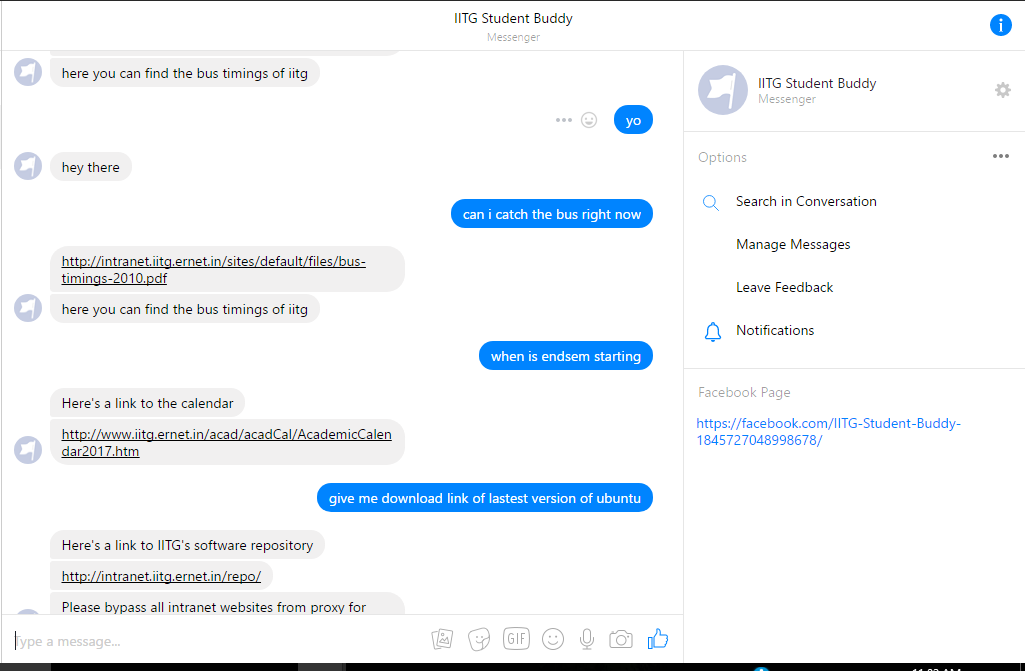 IITG Student Buddy
Messenger
here you can find the bus timings of iitg
yo
hey there
can i catch the bus right now
http://intranet.iitg.ernet.in/sites/default/files/bus-
timings-2010.pdf
here you can find the bus timings of iitg
when is endsem starting
Here's a link to the calendar
http://www.iitg.ernet.in/acad/acadCal/AcademicCalen
dar2017.htm
give me download link of lastest version of ubuntu
Here's a link to IITG's software repository
http://intranet.iitg.ernet.in/repo/
Please bypass all intranet websites from proxy for
Type a message...
GIF
IITG Student Buddy
Messenger
Options
Search in Conversation
Manage Messages
Leave Feedback
Notifications
Facebook Page
https://facebook.com/IITG-Student-Buddy-
1845727048998678/